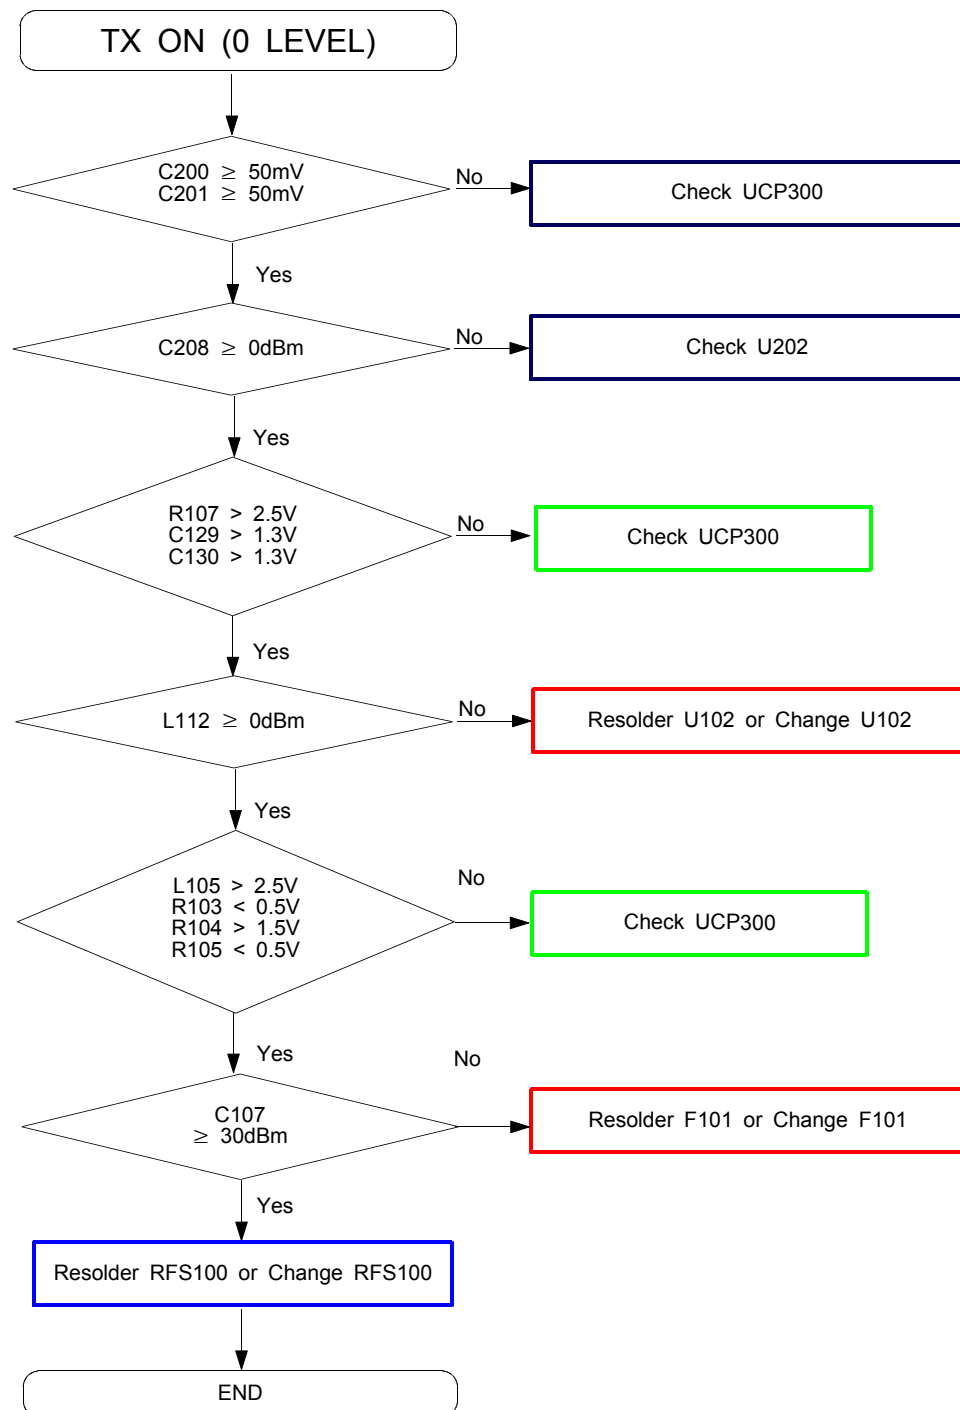 TX ON (0 LEVEL)
C200 ≥ 50mV
C201 ≥ 50mV
No
Check UCP300
Yes
C208 ≥ 0dBm
No
Check U202
Yes
R107 > 2.5V
C129 > 1.3V
C130 > 1.3V
No
Check UCP300
Yes
L112 ≥ 0dBm
No
Resolder U102 or Change U102
Yes
L105 > 2.5V
R103 < 0.5V
R104 > 1.5V
R105 < 0.5V
No
Check UCP300
Yes
No
C107
≥ 30dBm
Resolder F101 or Change F101
Yes
Resolder RFS100 or Change RFS100
END